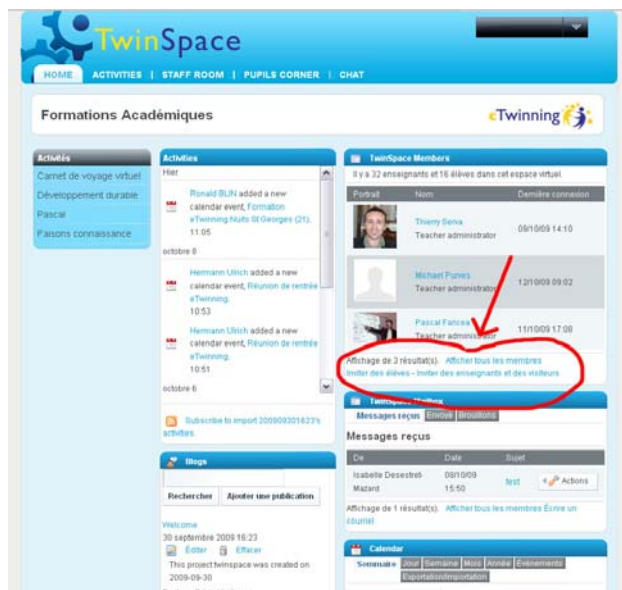 TwinSpace
HOME ACTIVITIES | STAFF ROOM | PUPILS CORNER | CHAT
Formations Académiques
eTwinning
Activités
Carnet de voyage virtuel
Développement durable
Pascal
Faisons connaissance
Activities
Hier
Ronald BLIN added a new
calendar event, Formation
eTwinning Nuits St Georges (21).
11:05
octobre 8
Hermann Ulrich added a new
calendar event, Réunion de rentrée
eTwinning.
10:53
Hermann Ulrich added a new
calendar event, Réunion de rentrée
eTwinning.
10:51
octobre 6
Subscribe to import 200909301623's
activities.
Blogs
Rechercher Ajouter une publication
Welcome
30 septembre 2009 16:23
Éditer Effacer
This project twinspace was created on
2009-09-30
TwinSpace Members
Il y a 32 enseignants et 16 élèves dans cet espace virtuel.
Portrait Nom Dernière connexion
Thierry
Teacher administrator
09/10/09 14:10
Michael Purves
Teacher administrator
12/10/09 09:02
Pascal Fancea
Teacher administrator
11/10/09 17:08
Affichage de 3 résultat(s). Afficher tous les membres
Inviter des élèves - Inviter des enseignants et des visiteurs
TwinSpace Mailbox
Messages reçus Envoyé Brouillons
Messages reçus
De Date Sujet
Isabelle Desestret-
Mazard
09/10/09
15:50
test
Actions
Affichage de 1 résultat(s). Afficher tous les membres Écrire un
courriel
Calendar
Sommaire Jour Semaine Mois Année Évènements
Exportation/Importation